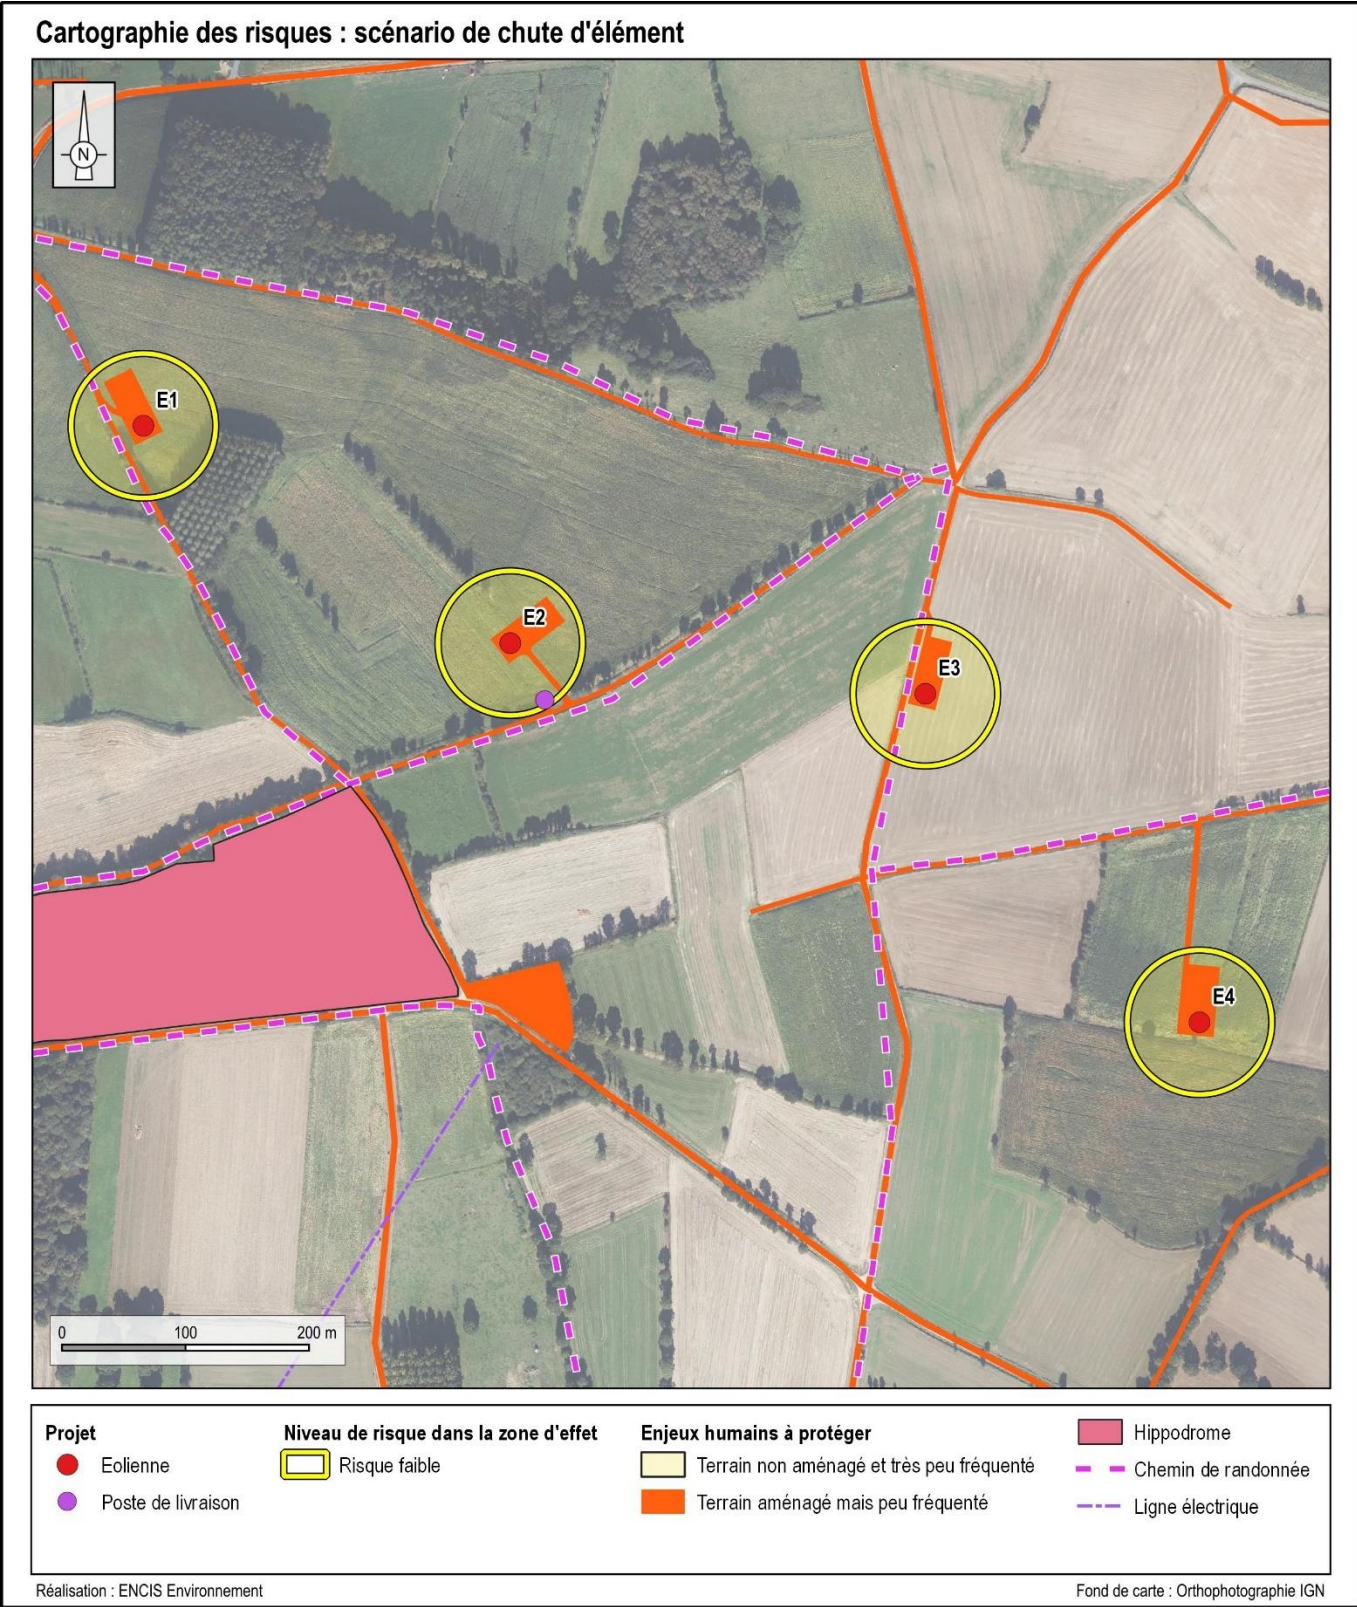 Cartographie des risques : scénario de chute d'élément
N
E1
E2
E3
E4
0 100 200 m
Projet
Eolienne
Poste de livraison
Niveau de risque dans la zone d'effet
Risque faible
Enjeux humains à protéger
Terrain non aménagé et très peu fréquenté
Terrain aménagé mais peu fréquenté
Hippodrome
Chemin de randonnée
Ligne électrique
Réalisation : ENCIS Environnement
Fond de carte : Orthophotographie IGN